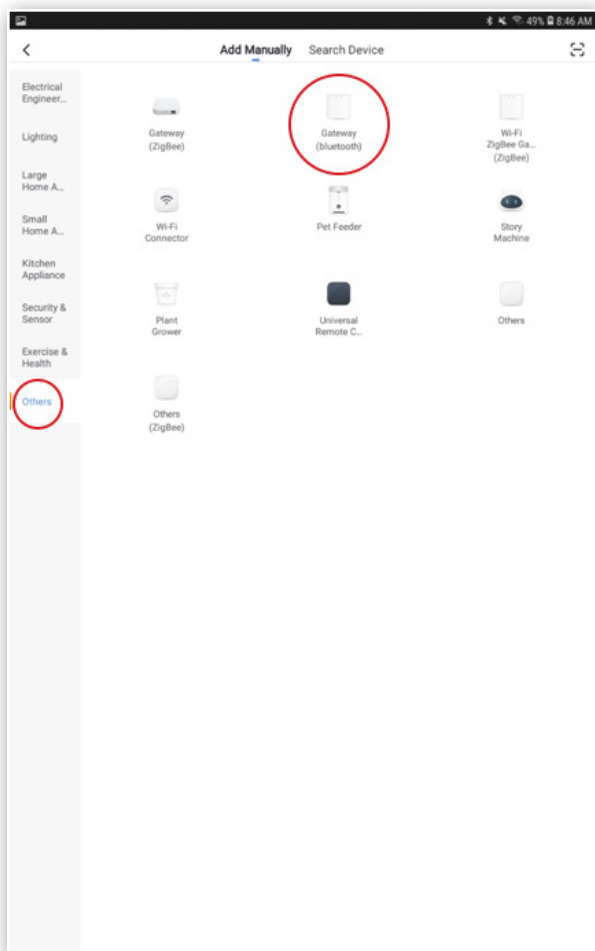 49% 8:46 AM
Add Manually Search Device
Electrical
Engineer...
Lighting
Large
Home A...
Small
Home A...
Kitchen
Appliance
Security &
Sensor
Exercise &
Health
Others
Gateway
(ZigBee)
Gateway
(bluetooth)
Wi-Fi
ZigBee Ga...
(ZigBee)
Wi-Fi
Connector
Pet Feeder
Story
Machine
Plant
Grower
Universal
Remote C...
Others
Others
(ZigBee)